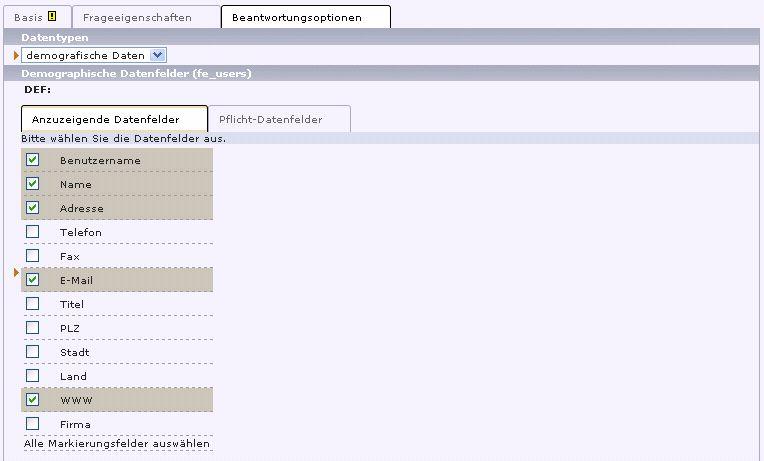 Basis Frageeigenschaften Beantwortungsoptionen
Datentypen
demografische Daten
Demographische Datenfelder (fe_users)
DEF:
Anzuzeigende Datenfelder Pflicht-Datenfelder
Bitte wählen Sie die Datenfelder aus.
Benutzername
Name
Adresse
Telefon
Fax
E-Mail
Titel
PLZ
Stadt
Land
WWW
Firma
Alle Markierungsfelder auswählen